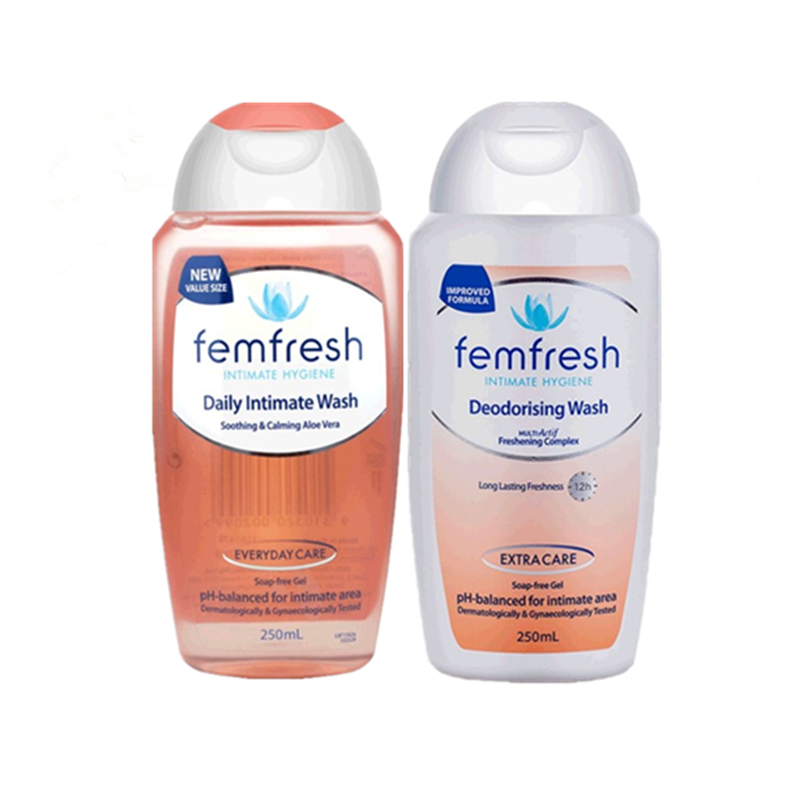 NEW
VALUE SIZE
femfresh
INTIMATE HYGIENE
Daily Intimate Wash
Soothing & Calming Aloe Vera
EVERYDAY CARE
Soap-free Gel
pH-balanced for intimate area
Dermatologically & Gynaecologically Tested
250mL
IMPROVED
FORMULA
femfresh
INTIMATE HYGIENE
Deodorising Wash
MULTIActif
Freshening Complex
Long Lasting Freshness 12h
EXTRA CARE
Soap-free Gel
pH-balanced for intimate area
Dermatologically & Gynaecologically Tested
250mL